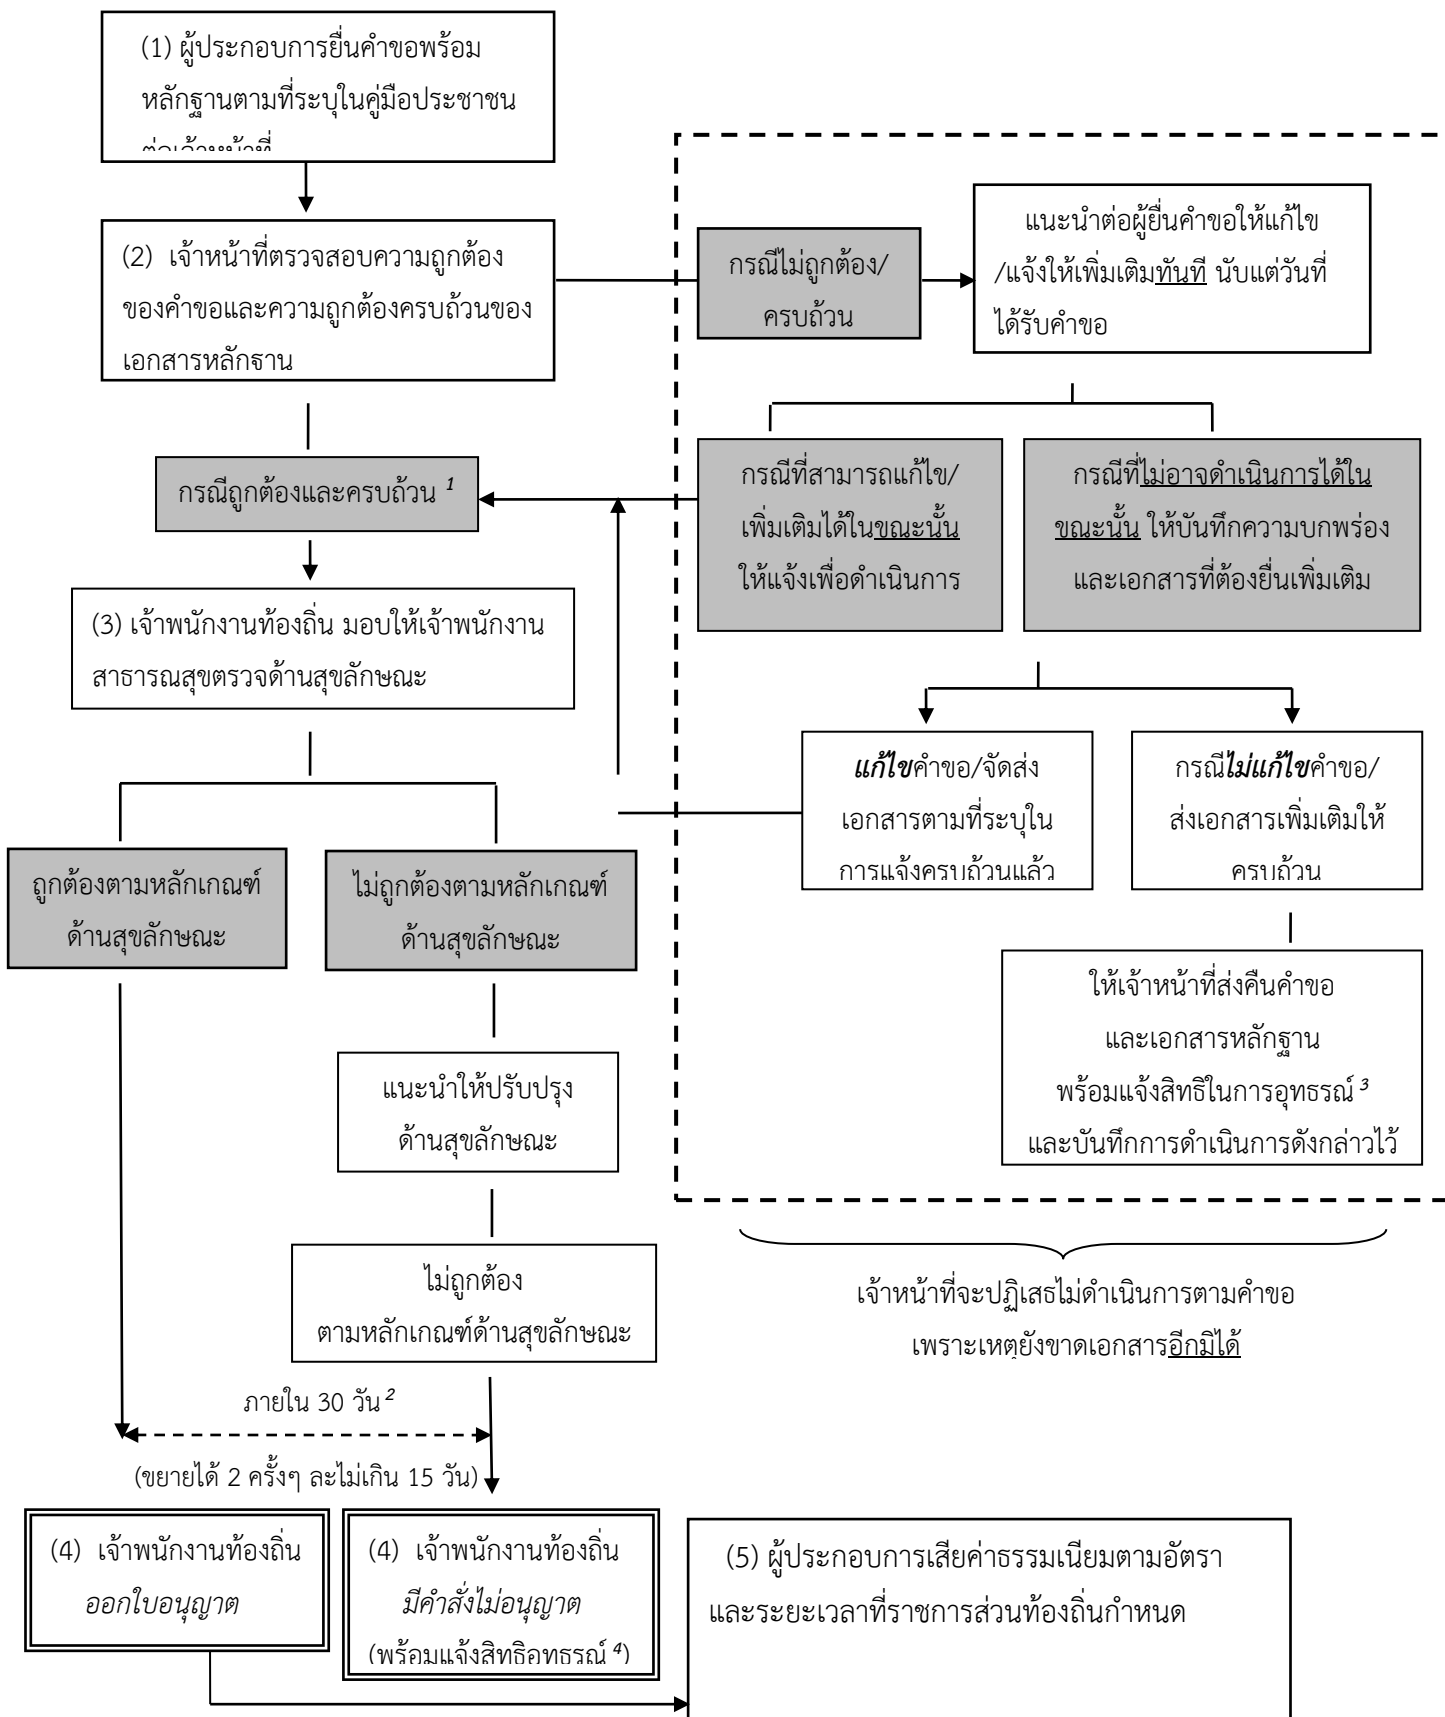 (1) ผู้ประกอบการยื่นคำขอพร้อม
หลักฐานตามที่ระบุในคู่มือประชาชน
ต่อเจ้าหน้าที่
(2) เจ้าหน้าที่ตรวจสอบความถูกต้อง
ของคำขอและความถูกต้องครบถ้วนของ
เอกสารหลักฐาน
กรณีไม่ถูกต้อง/
ครบถ้วน
แนะนำต่อผู้ยื่นคำขอให้แก้ไข
/แจ้งให้เพิ่มเติมทันที นับแต่วันที่
ได้รับคำขอ
กรณีถูกต้องและครบถ้วน 1
กรณีที่สามารถแก้ไข/
เพิ่มเติมได้ในขณะนั้น
ให้แจ้งเพื่อดำเนินการ
กรณีที่ไม่อาจดำเนินการได้ใน
ขณะนั้น ให้บันทึกความบกพร่อง
และเอกสารที่ต้องยื่นเพิ่มเติม
(3) เจ้าพนักงานท้องถิ่น มอบให้เจ้าพนักงาน
สาธารณสุขตรวจด้านสุขลักษณะ
แก้ไขคำขอ/จัดส่ง
เอกสารตามที่ระบุใน
การแจ้งครบถ้วนแล้ว
กรณีไม่แก้ไขคำขอ/
ส่งเอกสารเพิ่มเติมให้
ครบถ้วน
ถูกต้องตามหลักเกณฑ์
ด้านสุขลักษณะ
ไม่ถูกต้องตามหลักเกณฑ์
ด้านสุขลักษณะ
ให้เจ้าหน้าที่ส่งคืนคำขอ
และเอกสารหลักฐาน
พร้อมแจ้งสิทธิในการอุทธรณ์ 3
และบันทึกการดำเนินการดังกล่าวไว้
แนะนำให้ปรับปรุง
ด้านสุขลักษณะ
ไม่ถูกต้อง
ตามหลักเกณฑ์ด้านสุขลักษณะ
เจ้าหน้าที่จะปฏิเสธไม่ดำเนินการตามคำขอ
เพราะเหตุยังขาดเอกสารอีกมิได้
ภายใน 30 วัน 2
(ขยายได้ 2 ครั้งๆ ละไม่เกิน 15 วัน)
(4) เจ้าพนักงานท้องถิ่น
ออกใบอนุญาต
(4) เจ้าพนักงานท้องถิ่น
มีคำสั่งไม่อนุญาต
(พร้อมแจ้งสิทธิอุทธรณ์ 4)
(5) ผู้ประกอบการเสียค่าธรรมเนียมตามอัตรา
และระยะเวลาที่ราชการส่วนท้องถิ่นกำหนด